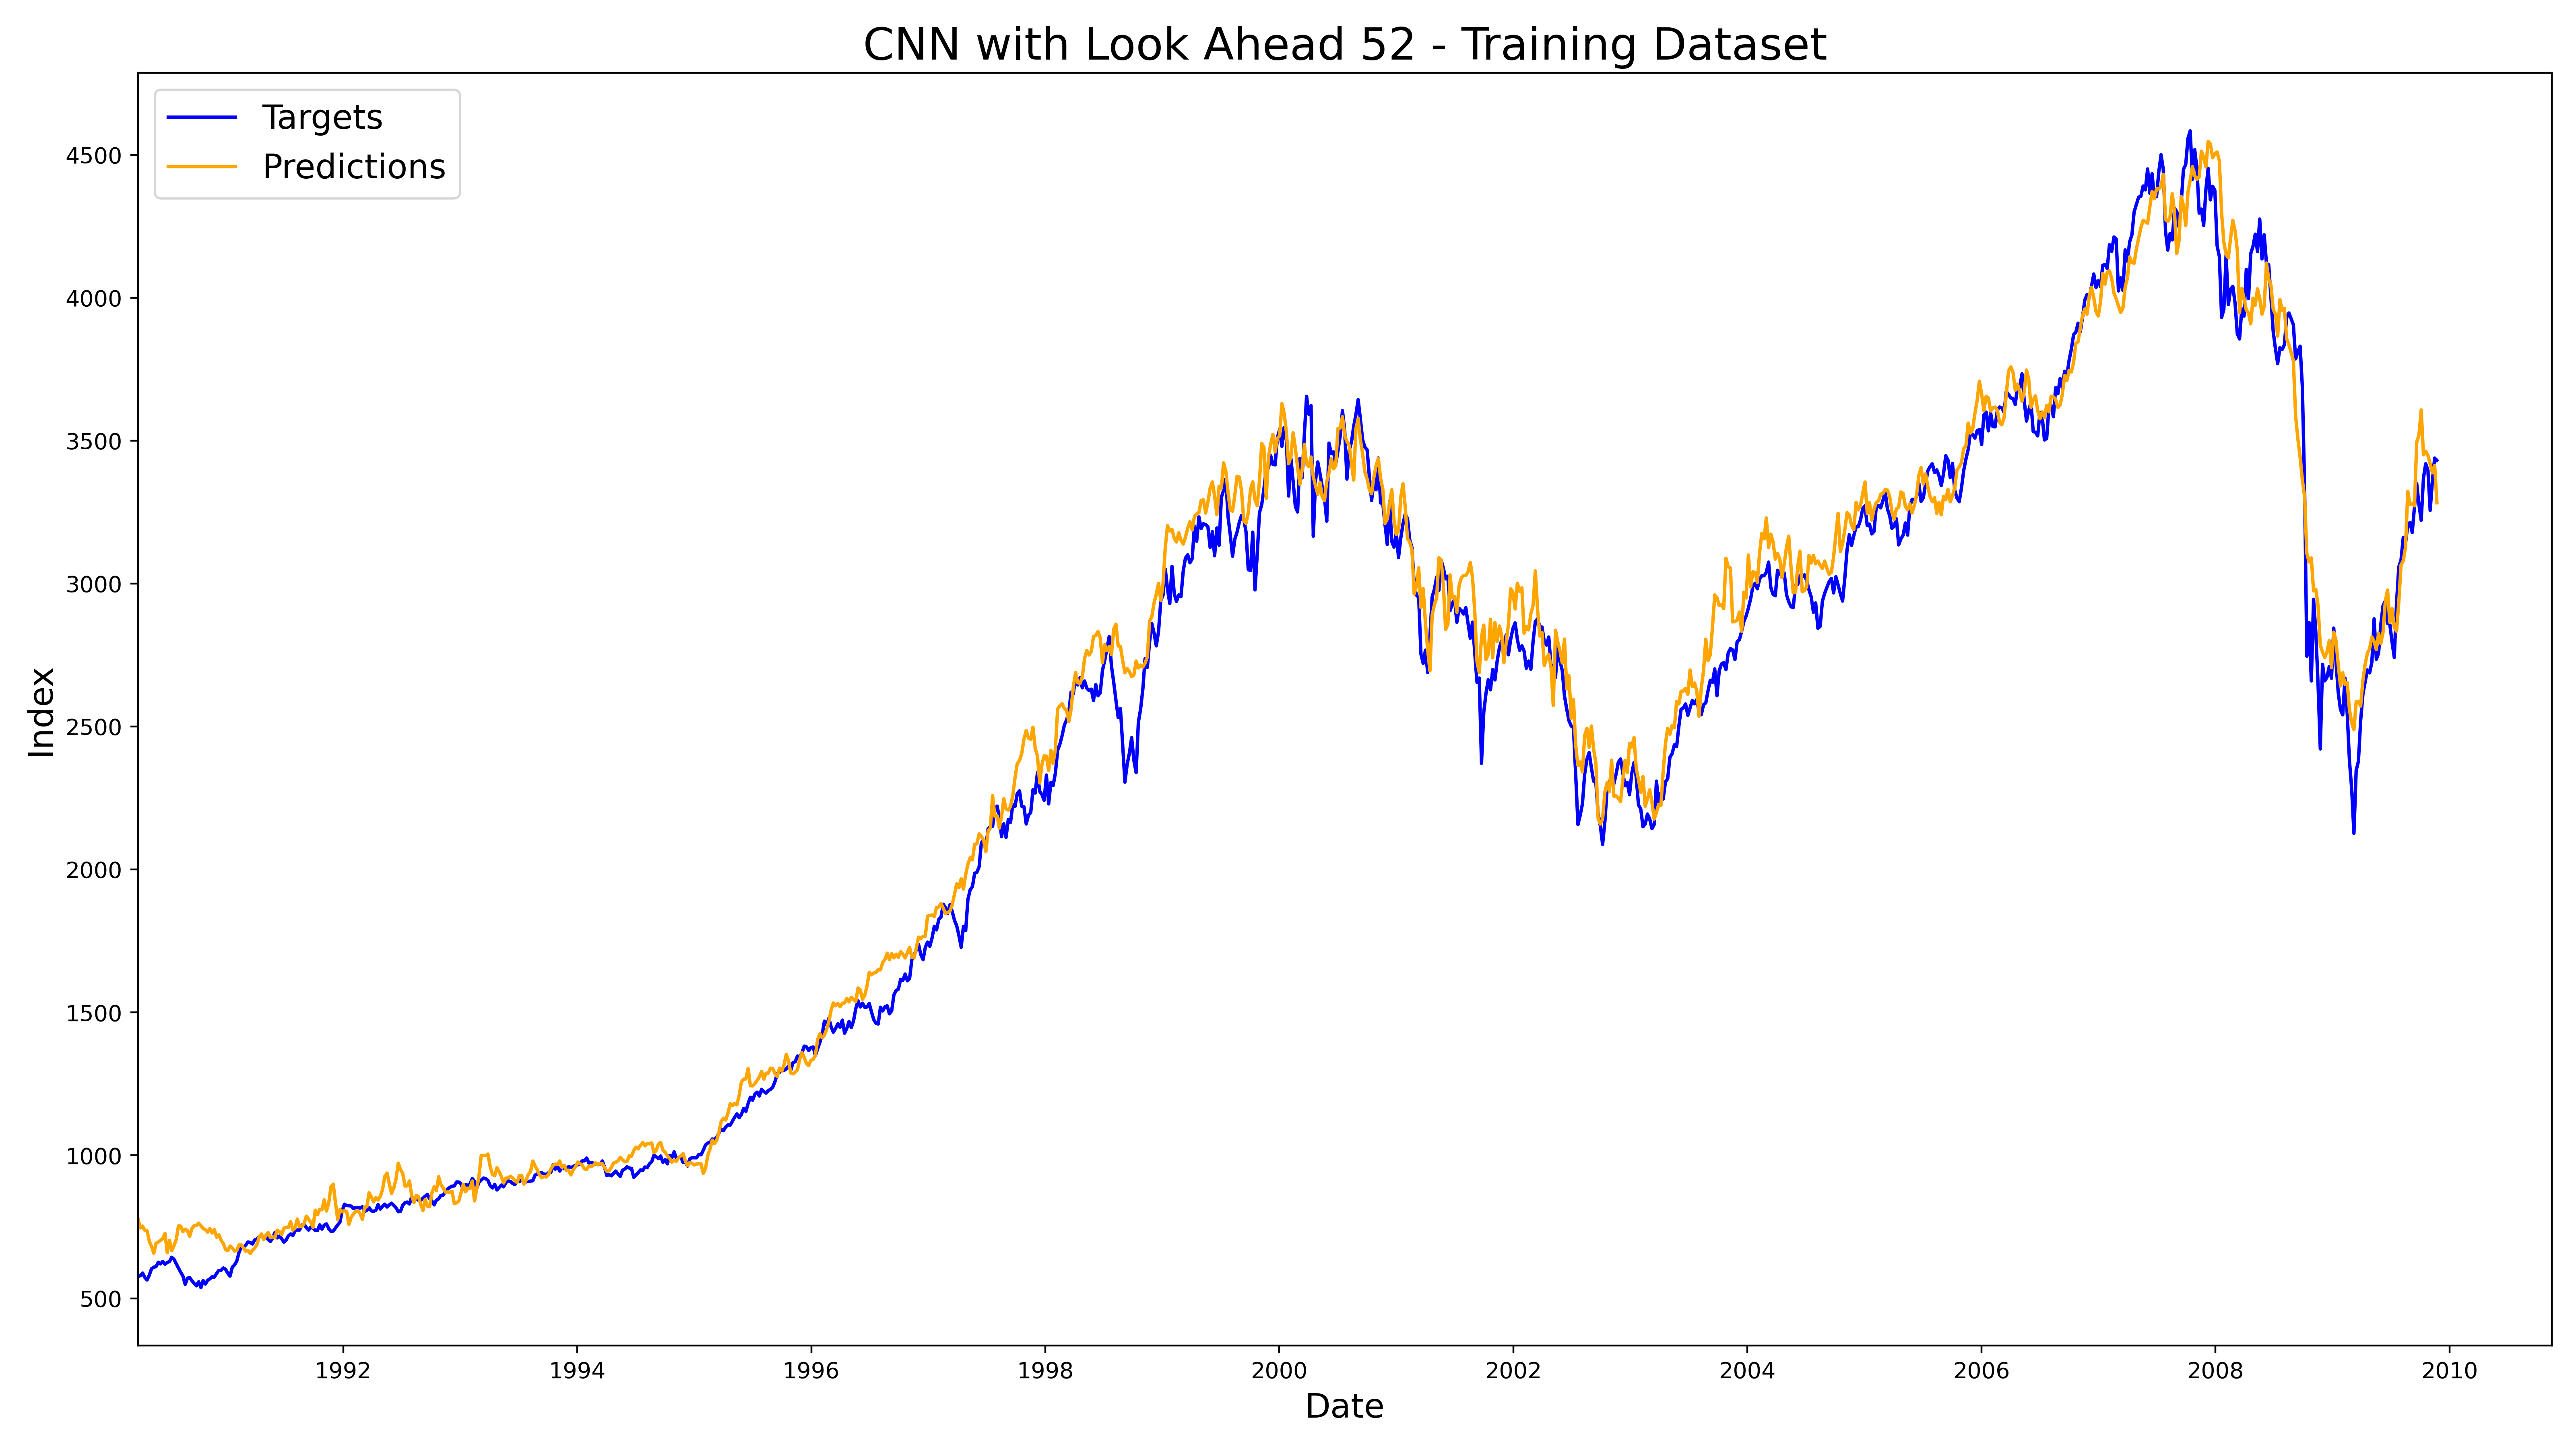 CNN with Look Ahead 52 - Training Dataset
Targets
Predictions
4500
4000
3500
3000
2500
2000
1500
1000
500
Index
1992 1994 1996 1998 2000 2002 2004 2006 2008 2010
Date